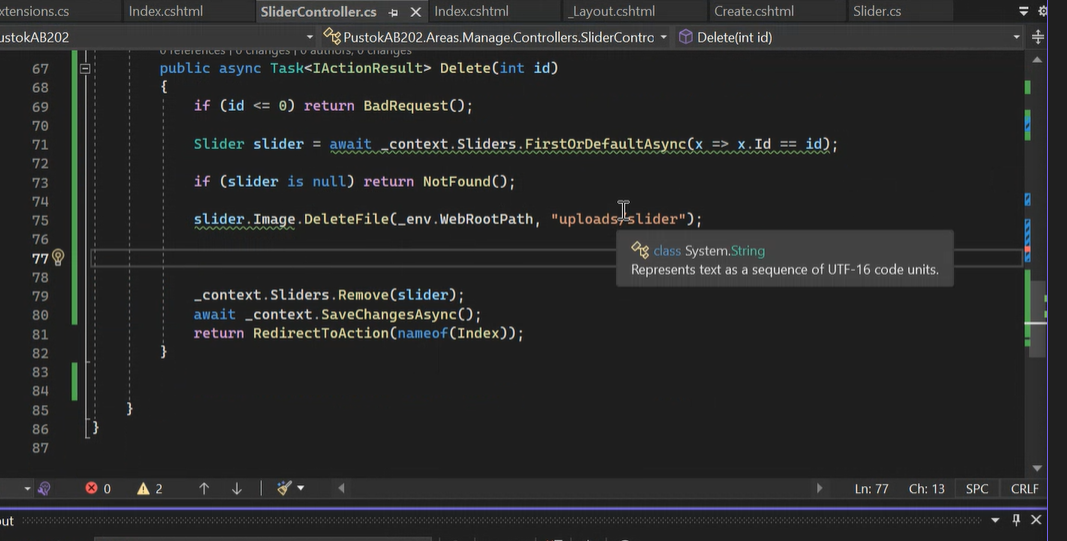 xtensions.cs Index.cshtml SliderController.cs Index.cshtml _Layout.cshtml Create.cshtml Slider.cs
ustokAB202 PustokAB202.Areas.Manage.Controllers.SliderContro Delete(int id)
0 references | 0 changes | 0 authors, 0 changes
67 public async Task<IActionResult> Delete(int id)
68 {
69 if (id <= 0) return BadRequest();
70
71 Slider slider = await _context.Sliders.FirstOrDefaultAsync(x => x.Id == id);
72
73 if (slider is null) return NotFound();
74
75 slider.Image.DeleteFile(_env.WebRootPath, "uploads/slider");
76
77
class System.String
Represents text as a sequence of UTF-16 code units.
78
79 _context.Sliders.Remove(slider);
80 await _context.SaveChangesAsync();
81 return RedirectToAction(nameof(Index));
82 }
83
84
85 }
86 }
87
0 2 Ln: 77 Ch: 13 SPC CRLF
out